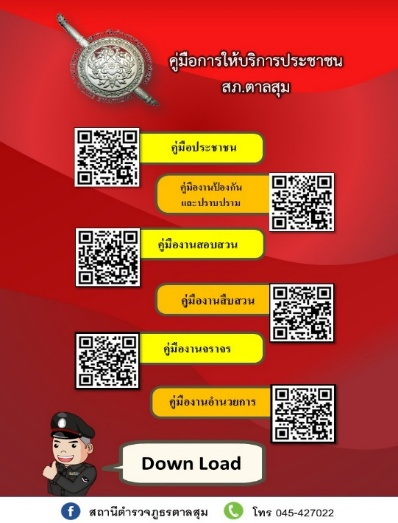 คู่มือการให้บริการประชาชน
สภ.ตาลสุม
คู่มือประชาชน
คู่มืองานป้องกัน
และปราบปราม
คู่มืองานสอบสวน
คู่มืองานสืบสวน
คู่มืองานจราจร
คู่มืองานอำนวยการ
Down Load
สถานีตำรวจภูธรตาลสุม
โทร 045-427022